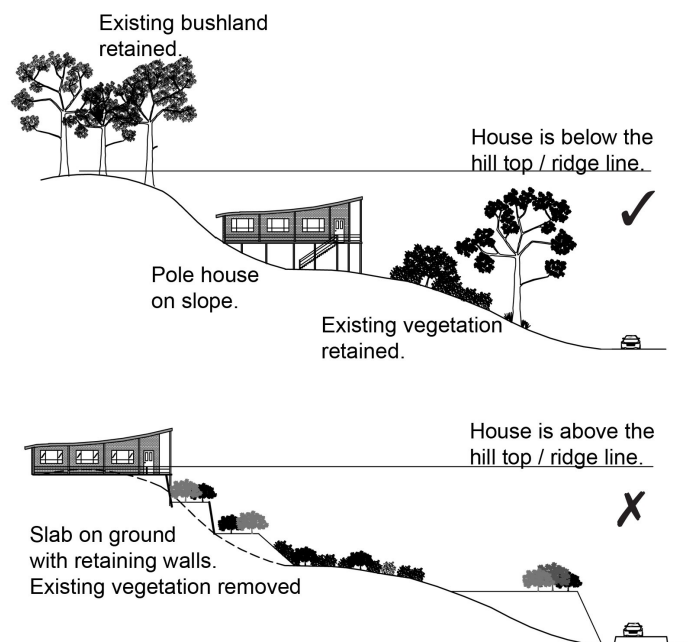 Existing bushland
retained.
House is below the
hill top / ridge line.
Pole house
on slope.
Existing vegetation
retained.
House is above the
hill top / ridge line.
Slab on ground
with retaining walls.
Existing vegetation removed